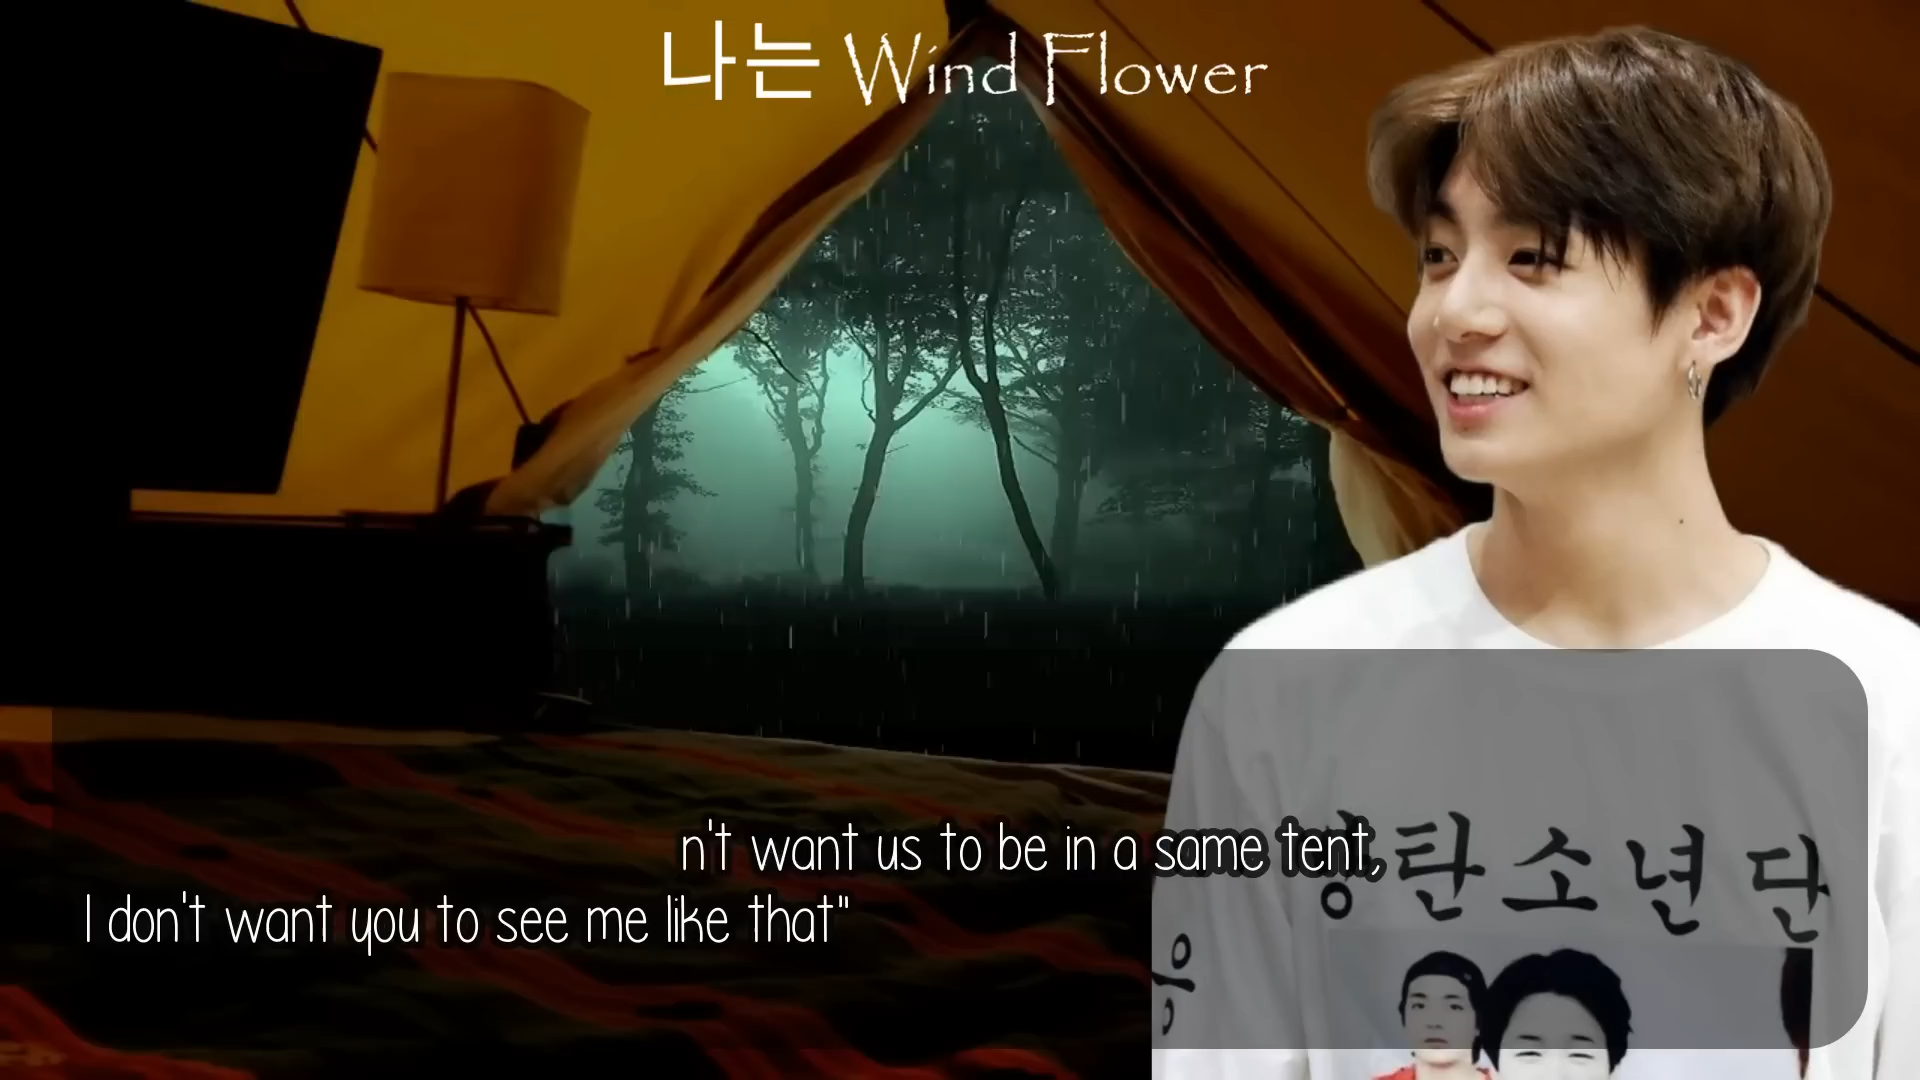 나는 Wind Flower
n't want us to be in a same tent,
I don't want you to see me like that"
탄소년단
응